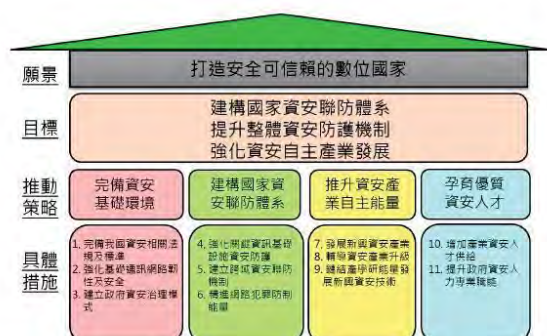 願景
打造安全可信賴的數位國家
目標
建構國家資安聯防體系
提升整體資安防護機制
強化資安自主產業發展
推動
策略
完備資安
基礎環境
建構國家資
安聯防體系
推升資安產
業自主能量
孕育優質
資安人才
具體
措施
1. 完備我國資安相關法
規及標準
2. 強化基礎通訊網路韌
性及安全
3. 建立政府資安治理模
式
4. 強化關鍵資訊基礎
設施資安防護
5. 建立跨域資安聯防
機制
6. 精進網路犯罪防制
能量
7. 發展新興資安產業
8. 輔導資安產業升級
9. 鏈結產學研能量發
展新興資安技術
10. 增加產業資安人
才供給
11. 提升政府資安人
力專業職能